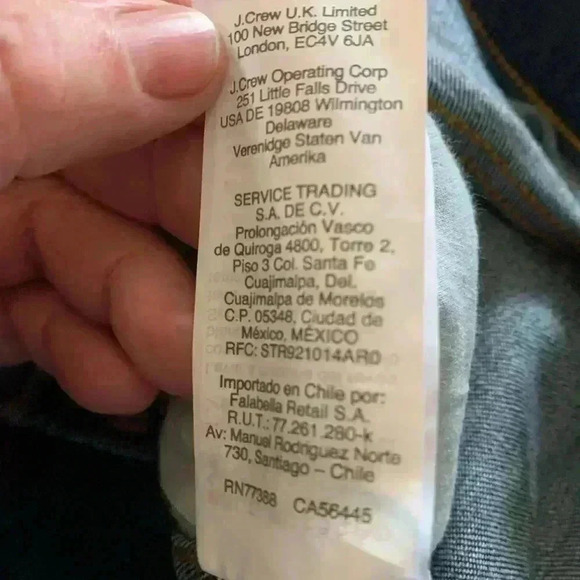 J.Crew U.K. Limited
100 New Bridge Street
London, EC4V 6JA
J.Crew Operating Corp
251 Little Falls Drive
USA DE 19808 Wilmington
Delaware
Verenidge Staten Van
Amerika
SERVICE TRADING
S.A. DE C.V.
Prolongación Vasco
de Quiroga 4800, Torre 2,
Piso 3 Col. Santa Fe
Cuajimalpa, Del.
Cuajimalpa de Morelos
C.P. 05348, Ciudad de
México, MÉXICO
RFC: STR921014AR0
Importado en Chile por:
Falabella Retail S.A.
R.U.T.: 77.261.280-k
Av: Manuel Rodriguez Norte
730, Santiago – Chile
RN77388 CA56445